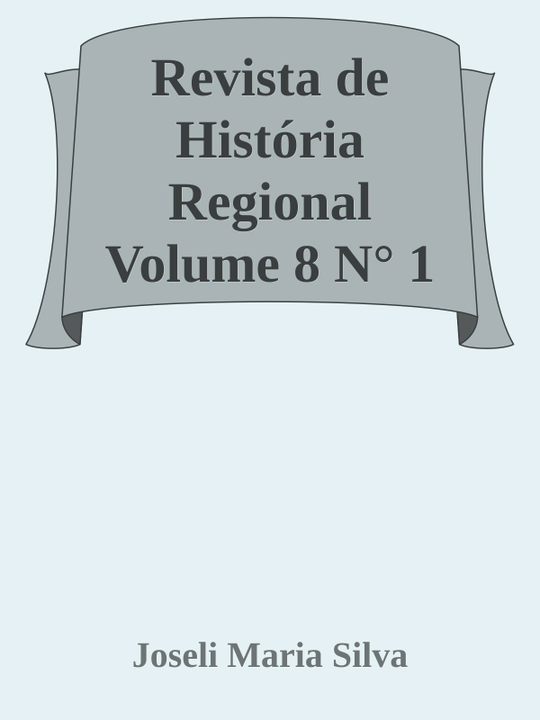 Revista de
História
Regional
Volume 8 N° 1
Joseli Maria Silva